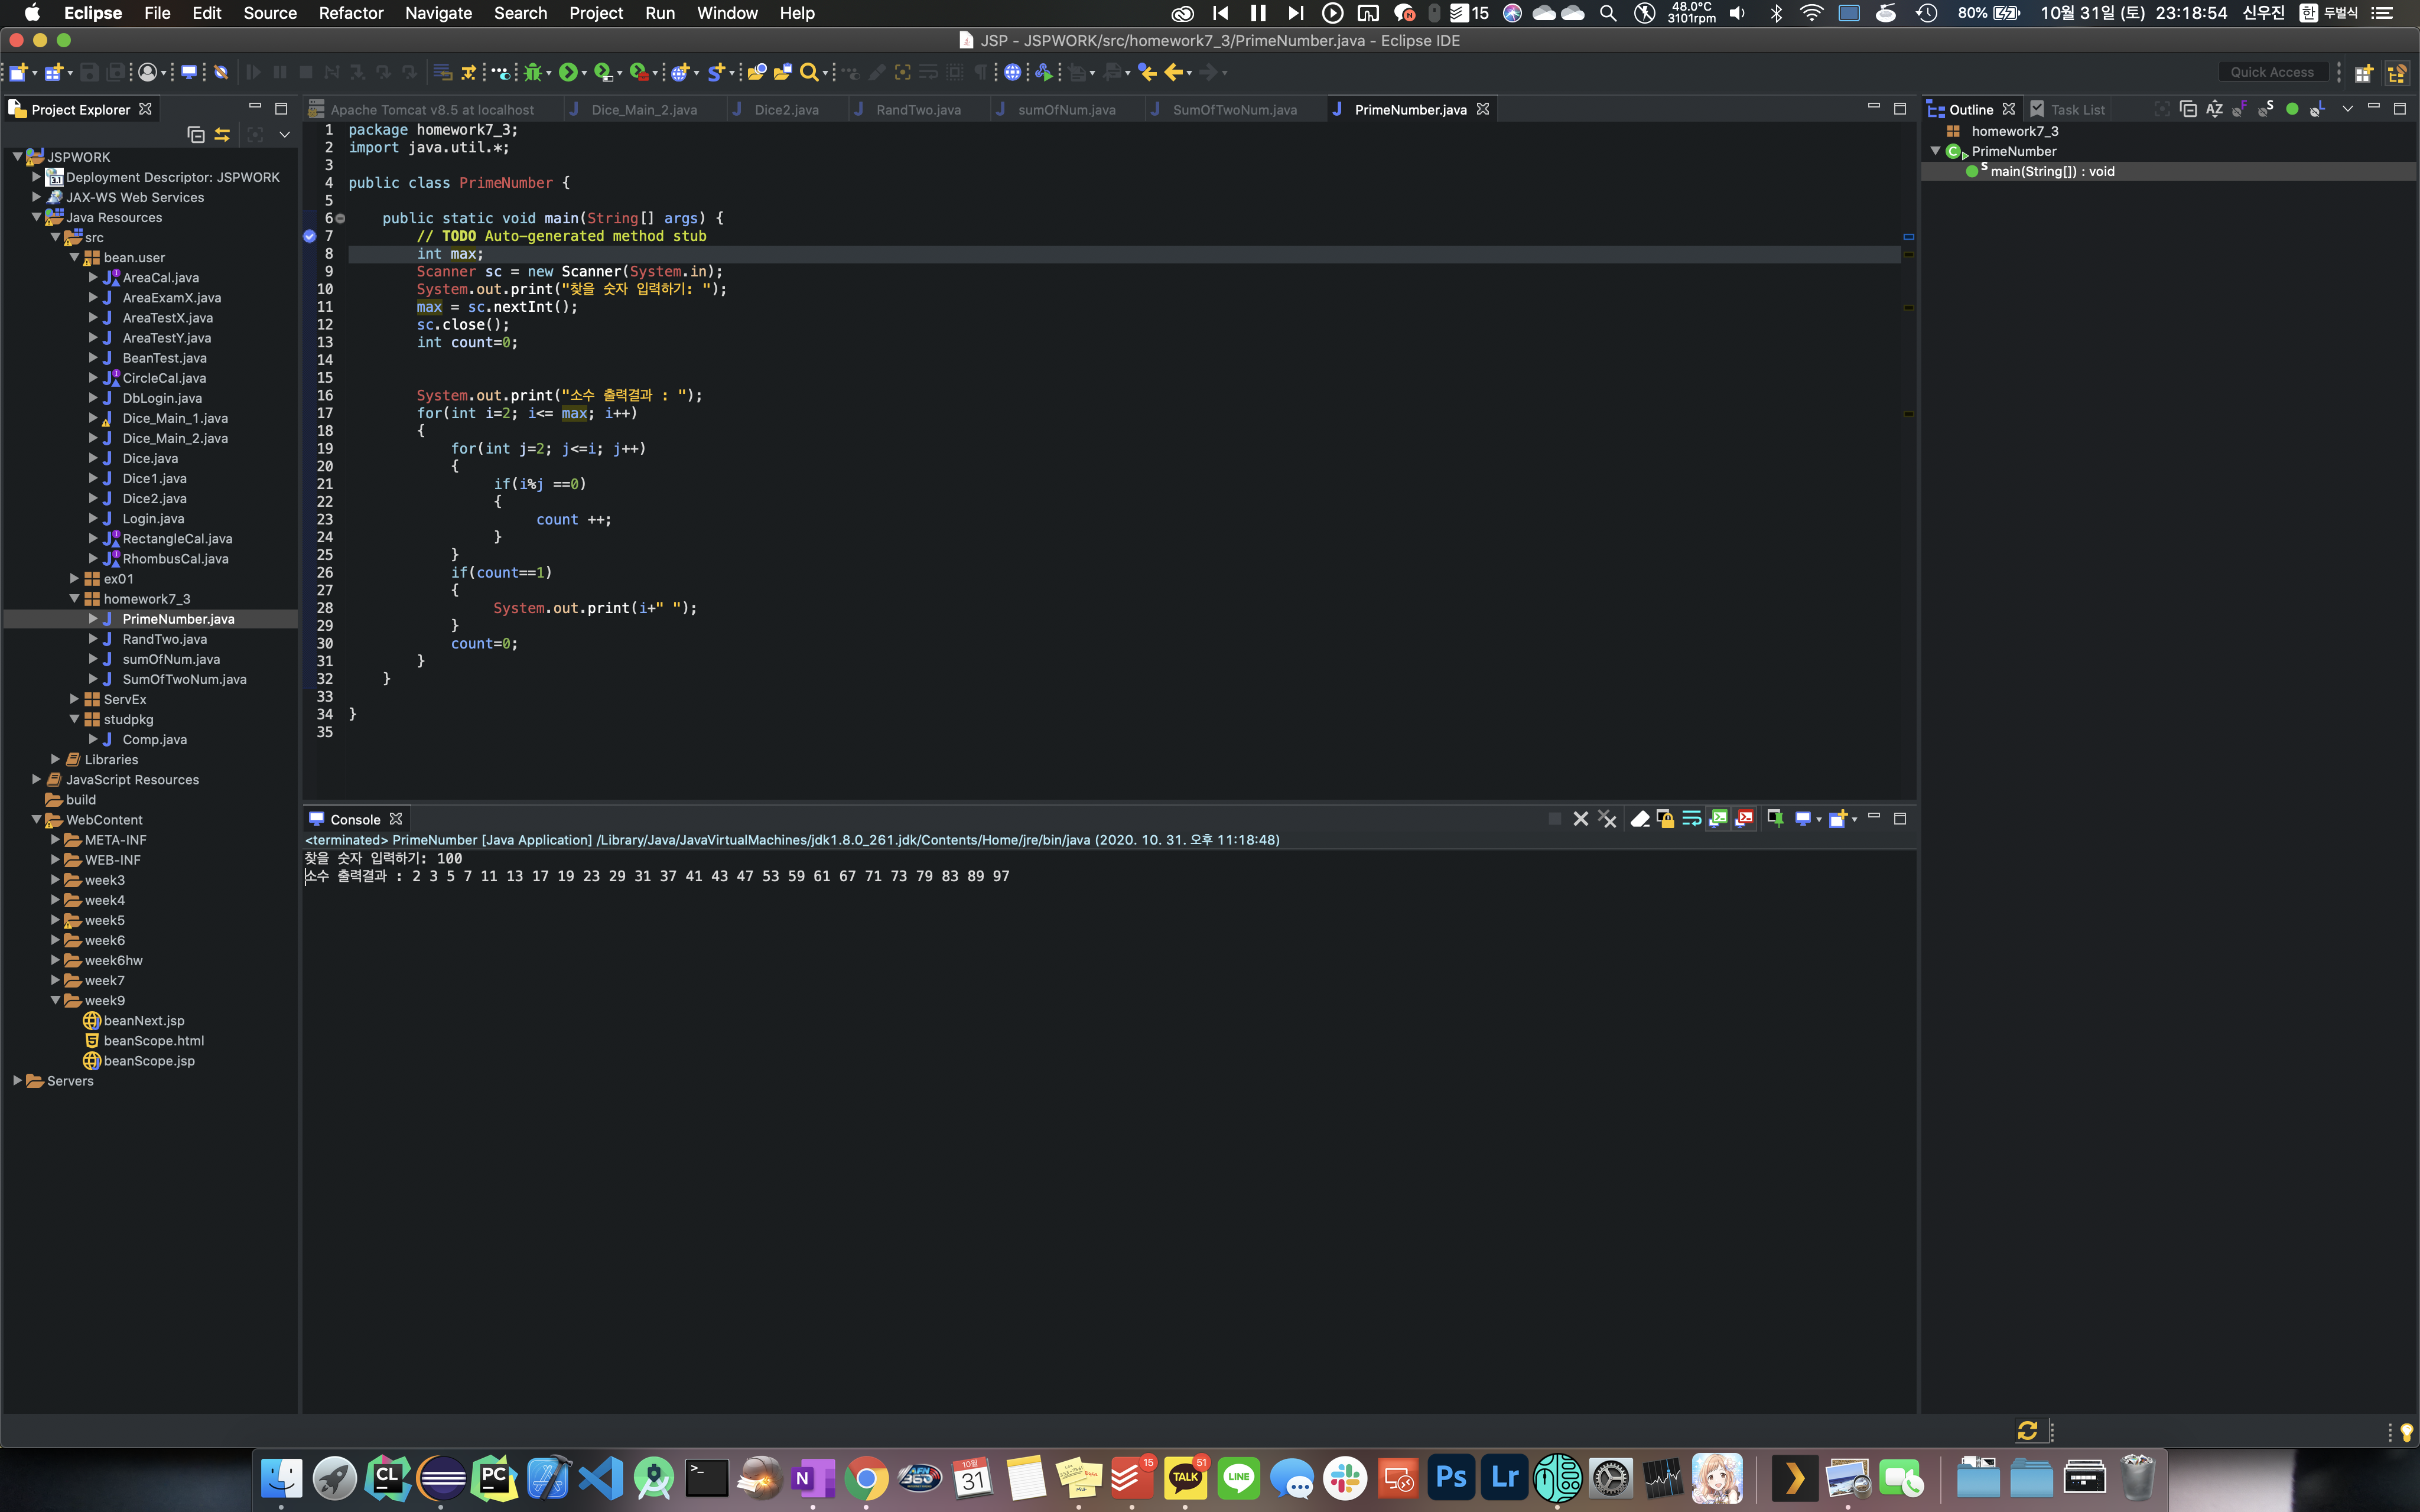 Eclipse File Edit Source Refactor Navigate Search Project Run Window Help 15 48.0°C 3101rpm 80% 10월 31일 (토) 23:18:54 신우진 한 두벌식
JSP - JSPWORK/src/homework7_3/PrimeNumber.java - Eclipse IDE
Quick Access
Project Explorer
JSPWORK
Deployment Descriptor: JSPWORK
JAX-WS Web Services
Java Resources
src
bean.user
AreaCal.java
AreaExamX.java
AreaTestX.java
AreaTestY.java
BeanTest.java
CircleCal.java
DbLogin.java
Dice_Main_1.java
Dice_Main_2.java
Dice.java
Dice1.java
Dice2.java
Login.java
RectangleCal.java
RhombusCal.java
ex01
homework7_3
PrimeNumber.java
RandTwo.java
sumOfNum.java
SumOfTwoNum.java
ServEx
studpkg
Comp.java
Libraries
JavaScript Resources
build
WebContent
META-INF
WEB-INF
week3
week4
week5
week6
week6hw
week7
week9
beanNext.jsp
beanScope.html
beanScope.jsp
Servers
Apache Tomcat v8.5 at localhost Dice_Main_2.java Dice2.java RandTwo.java sumOfNum.java SumOfTwoNum.java PrimeNumber.java
1 package homework7_3;
2 import java.util.*;
3
4 public class PrimeNumber {
5
6 public static void main(String[] args) {
7 // TODO Auto-generated method stub
8 int max;
9 Scanner sc = new Scanner(System.in);
10 System.out.print("찾을 숫자 입력하기: ");
11 max = sc.nextInt();
12 sc.close();
13 int count=0;
14
15
16 System.out.print("소수 출력결과 : ");
17 for(int i=2; i<= max; i++)
18 {
19 for(int j=2; j<=i; j++)
20 {
21 if(i%j ==0)
22 {
23 count ++;
24 }
25 }
26 if(count==1)
27 {
28 System.out.print(i+" ");
29 }
30 count=0;
31 }
32 }
33
34 }
35
Console
<terminated> PrimeNumber [Java Application] /Library/Java/JavaVirtualMachines/jdk1.8.0_261.jdk/Contents/Home/jre/bin/java (2020. 10. 31. 오후 11:18:48)
찾을 숫자 입력하기: 100
소수 출력결과 : 2 3 5 7 11 13 17 19 23 29 31 37 41 43 47 53 59 61 67 71 73 79 83 89 97
Outline Task List
homework7_3
PrimeNumber
main(String[]) : void
CL PC N 10월 31 15 TALK 51 LINE Ps Lr